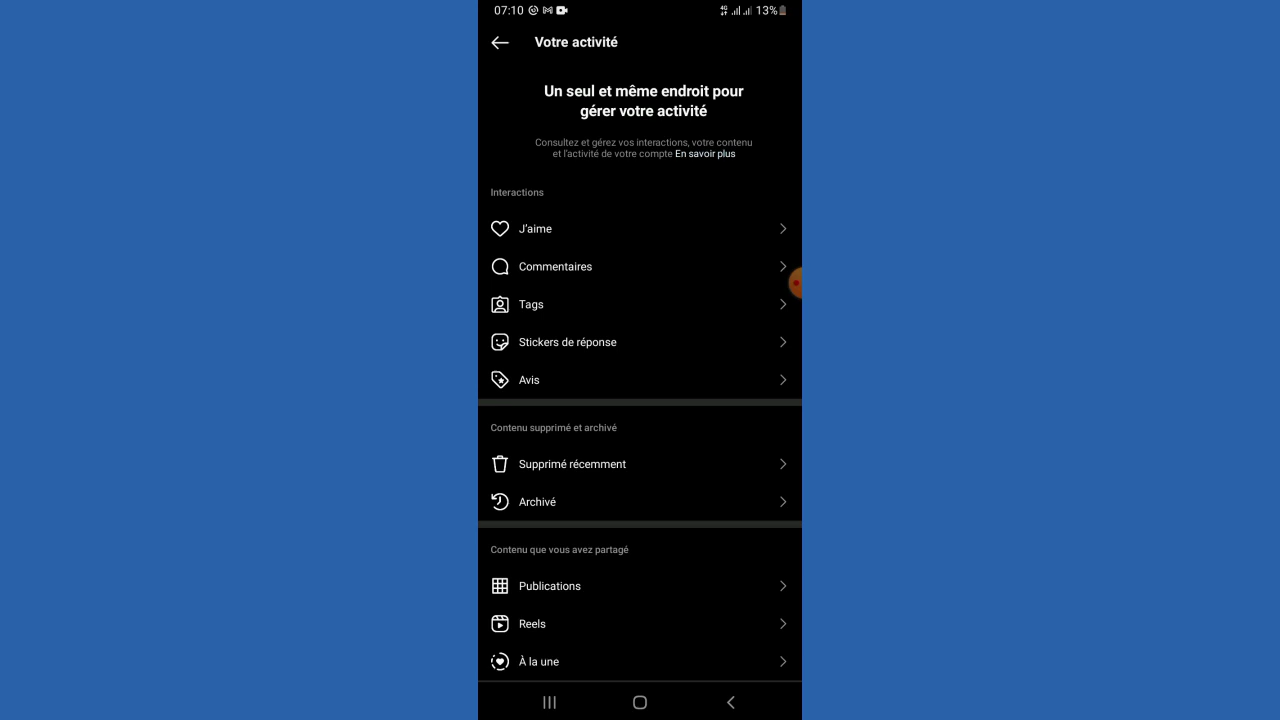 07:10
4G
13%
Votre activité
Un seul et même endroit pour
gérer votre activité
Consultez et gérez vos interactions, votre contenu
et l'activité de votre compte En savoir plus
Interactions
J'aime
Commentaires
Tags
Stickers de réponse
Avis
Contenu supprimé et archivé
Supprimé récemment
Archivé
Contenu que vous avez partagé
Publications
Reels
À la une